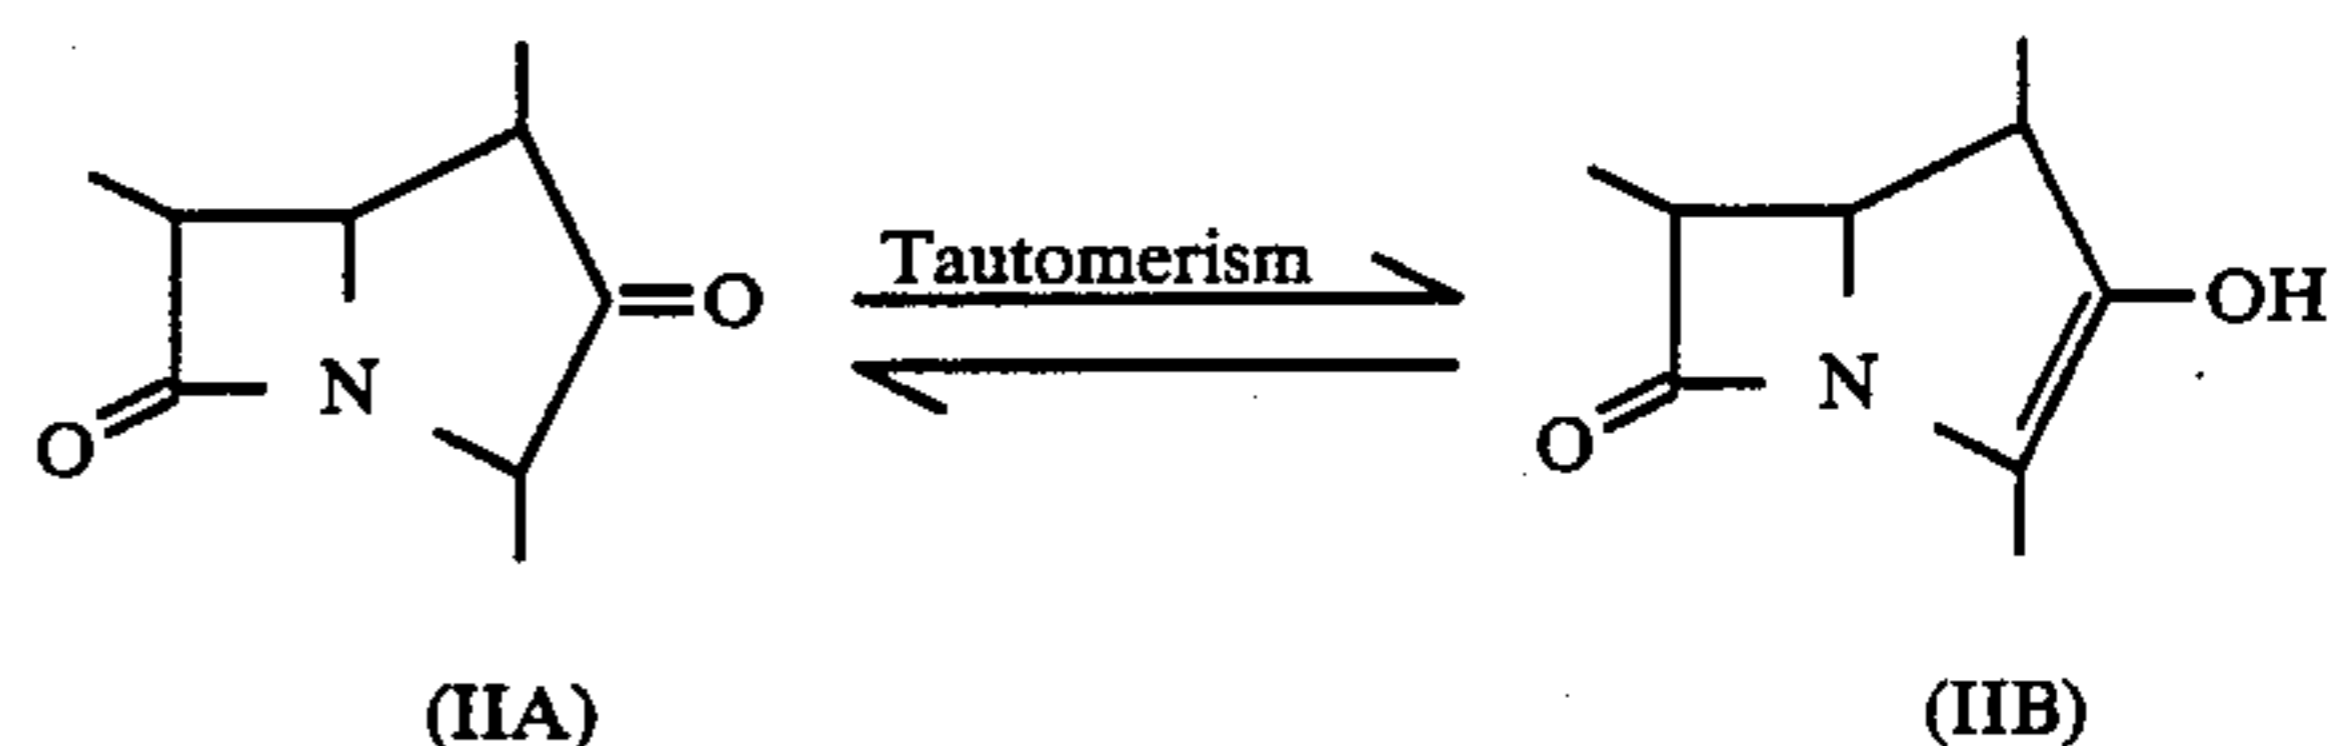 Tautomerism
O
OH
N
N
O
O
(IIA)
(IIB)